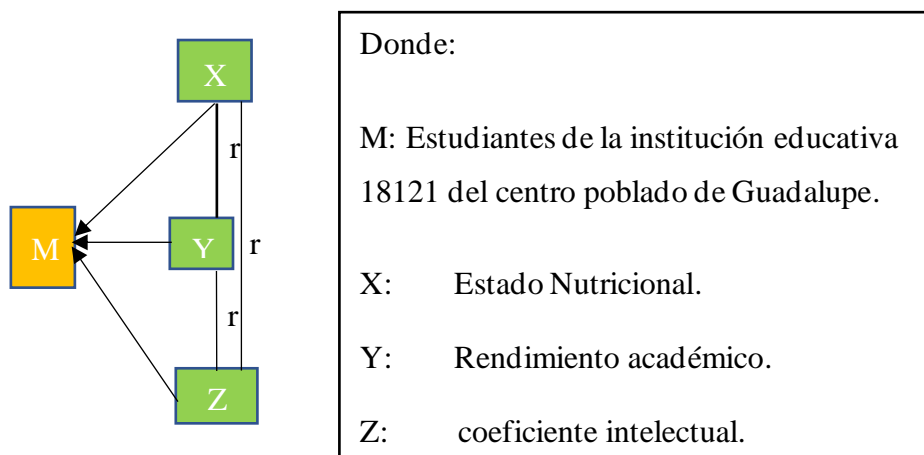 X
r
M
Y
r
r
Z
Donde:
M: Estudiantes de la institución educativa
18121 del centro poblado de Guadalupe.
X: Estado Nutricional.
Y: Rendimiento académico.
Z: coeficiente intelectual.